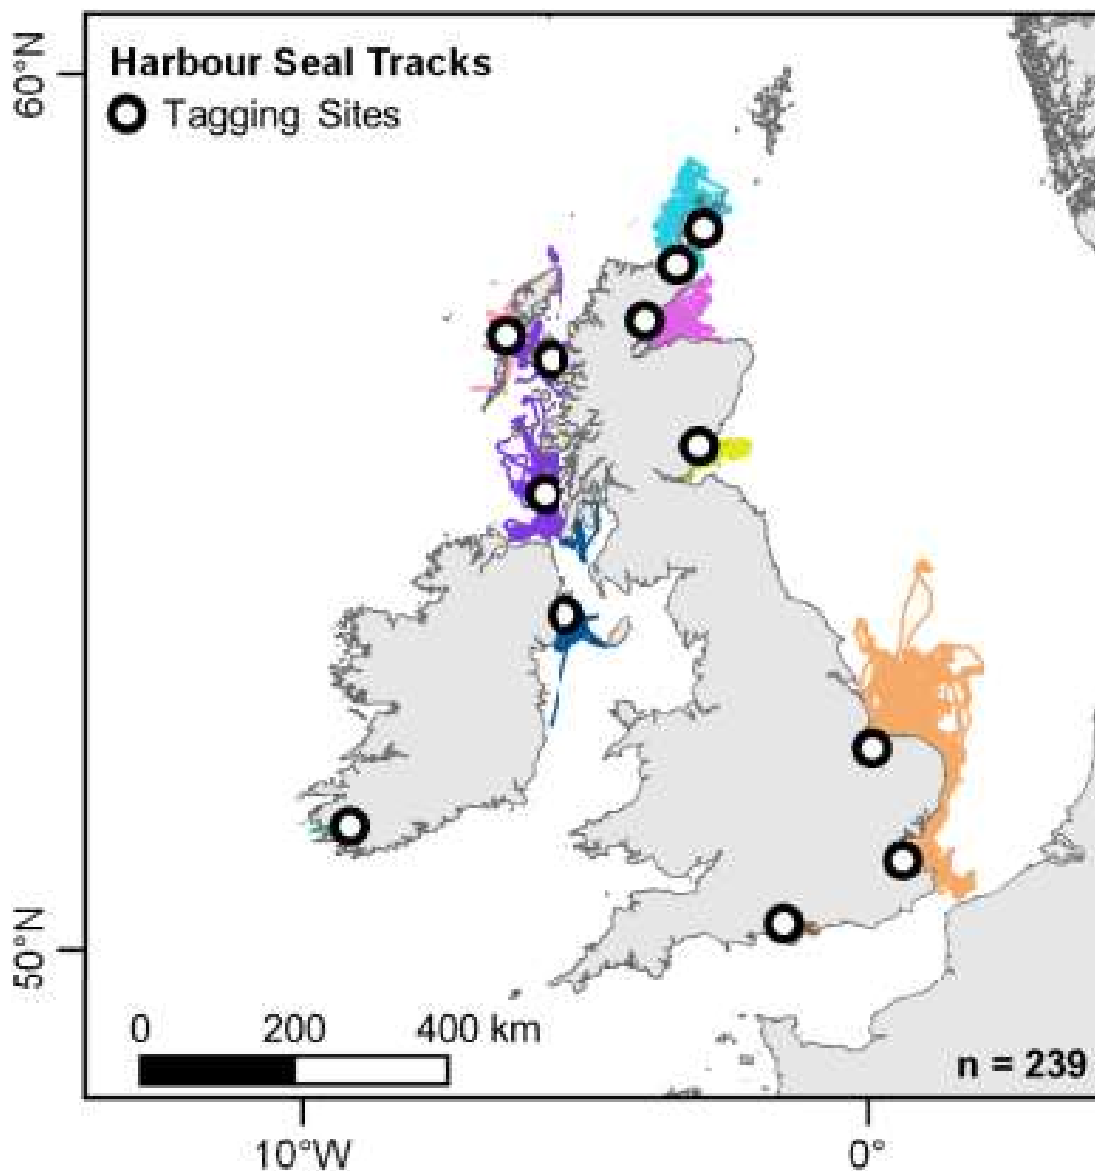 60°N
Harbour Seal Tracks
Tagging Sites
50°N
0 200 400 km
n = 239
10°W 0°